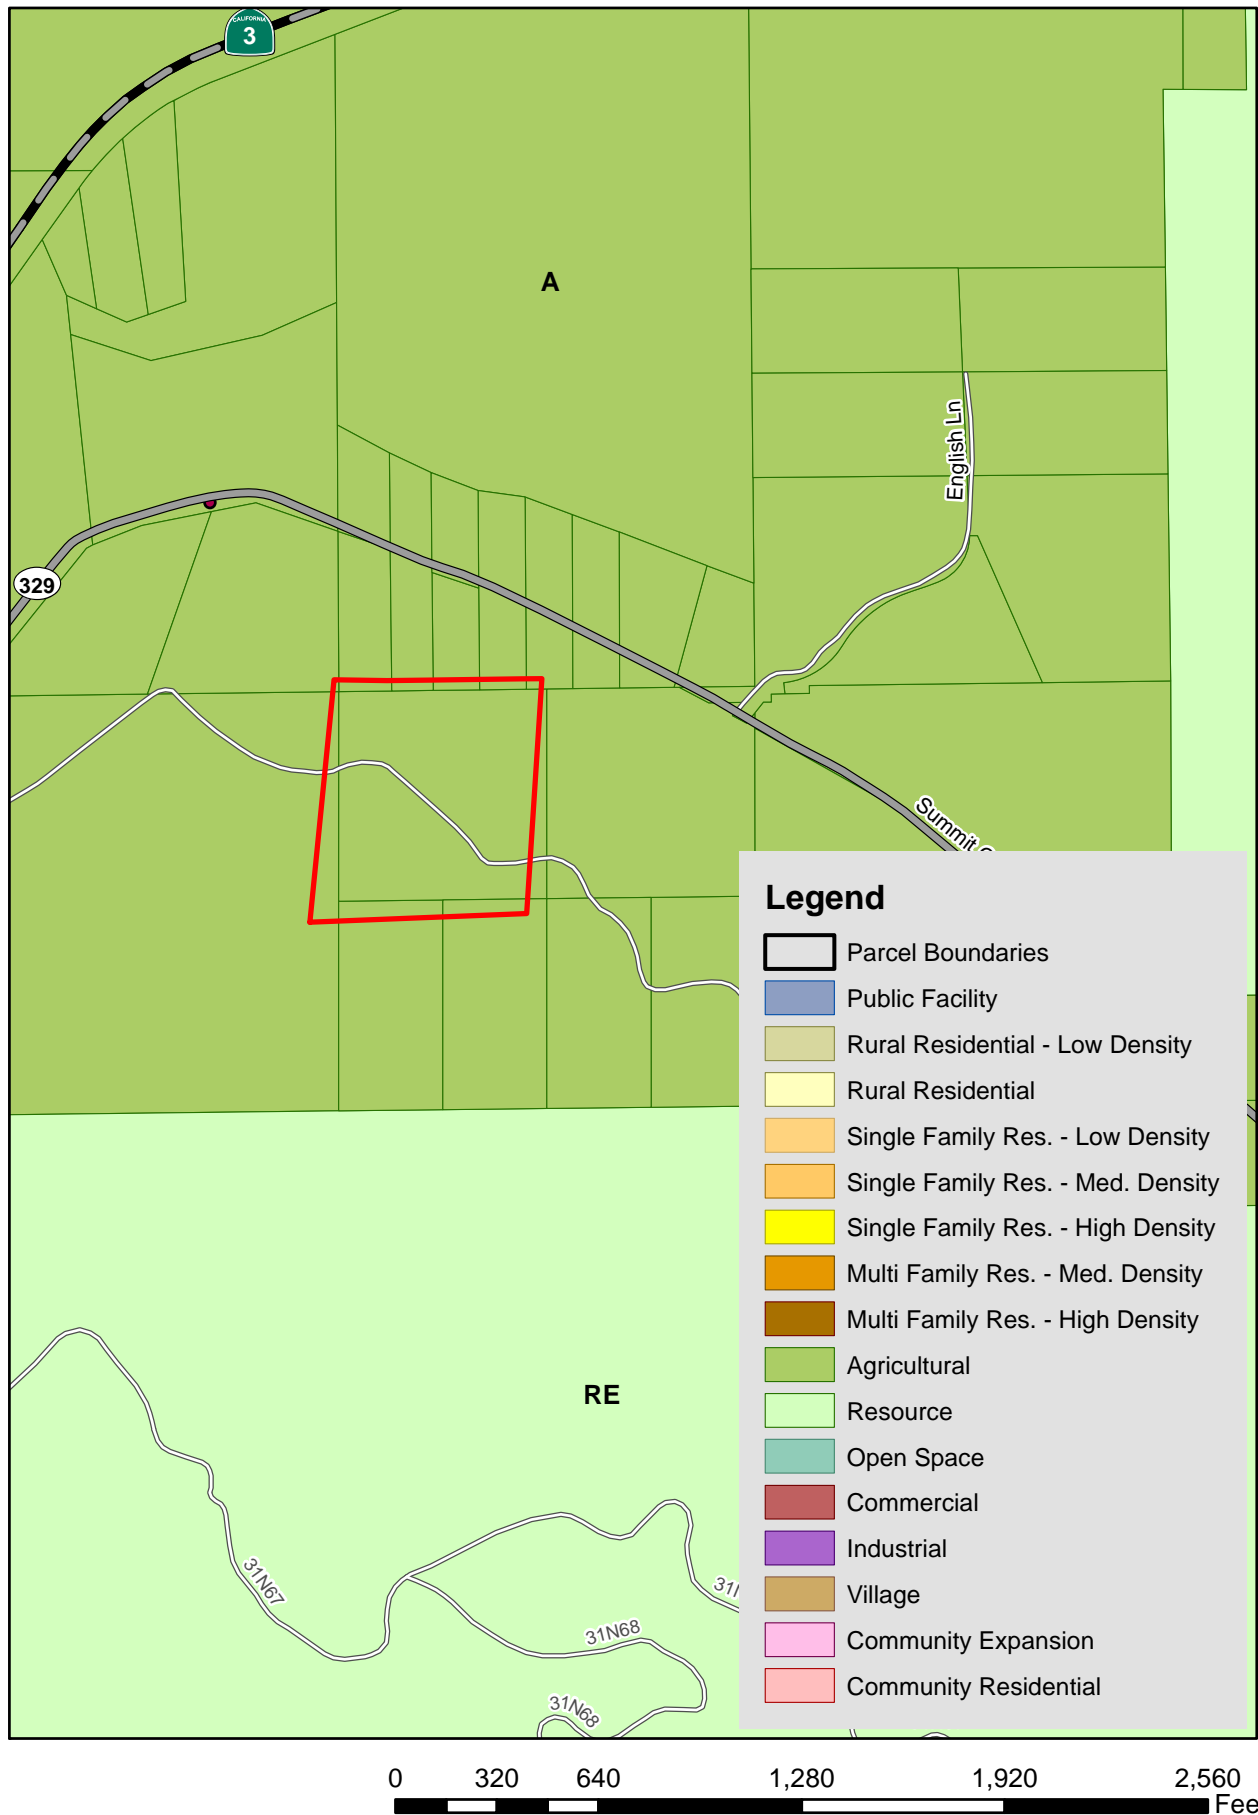 CALIFORNIA
3
A
English Ln
329
Summit
Legend
Parcel Boundaries
Public Facility
Rural Residential - Low Density
Rural Residential
Single Family Res. - Low Density
Single Family Res. - Med. Density
Single Family Res. - High Density
Multi Family Res. - Med. Density
Multi Family Res. - High Density
Agricultural
Resource
Open Space
Commercial
Industrial
Village
Community Expansion
Community Residential
RE
31N67
31N68
31N68
0 320 640 1,280 1,920 2,560
Fee